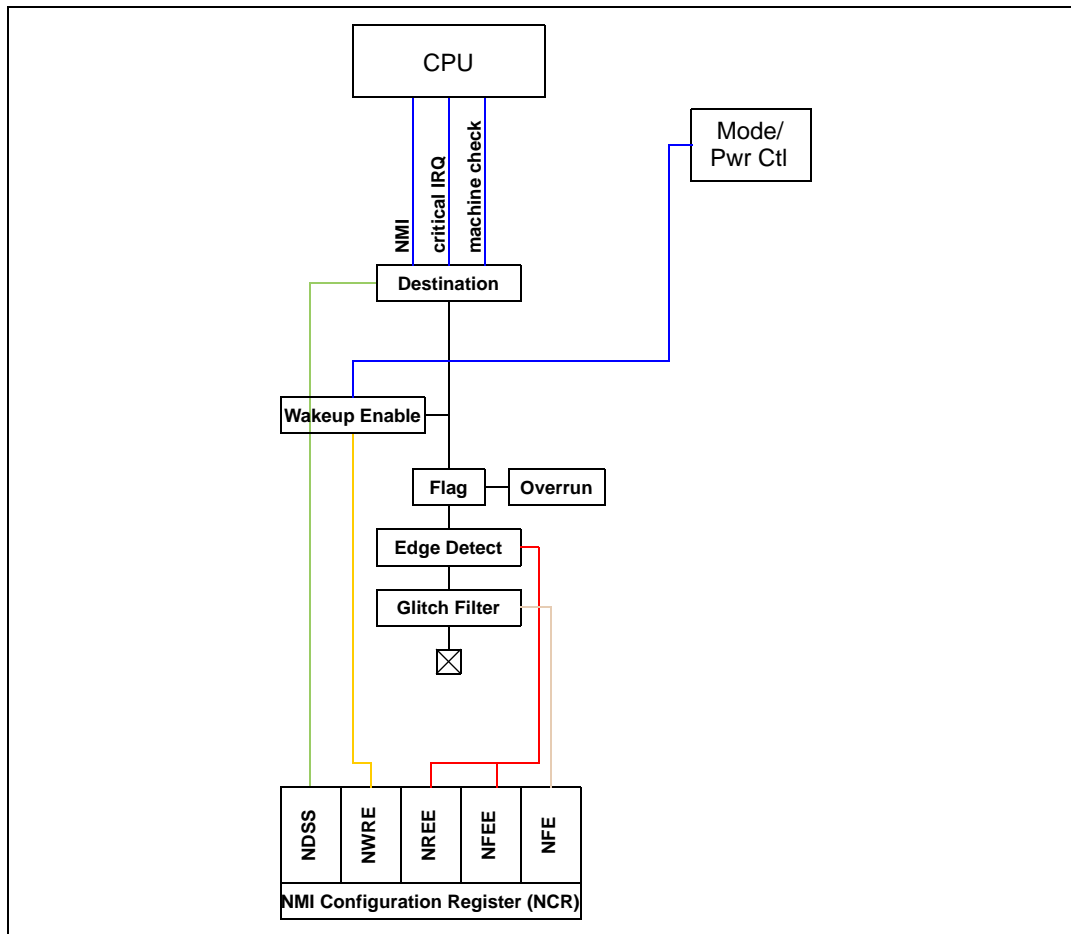 CPU
Mode/
Pwr Ctl
NMI
critical IRQ
machine check
Destination
Wakeup Enable
Flag
Overrun
Edge Detect
Glitch Filter
NDSS
NWRE
NREE
NFEE
NFE
NMI Configuration Register (NCR)